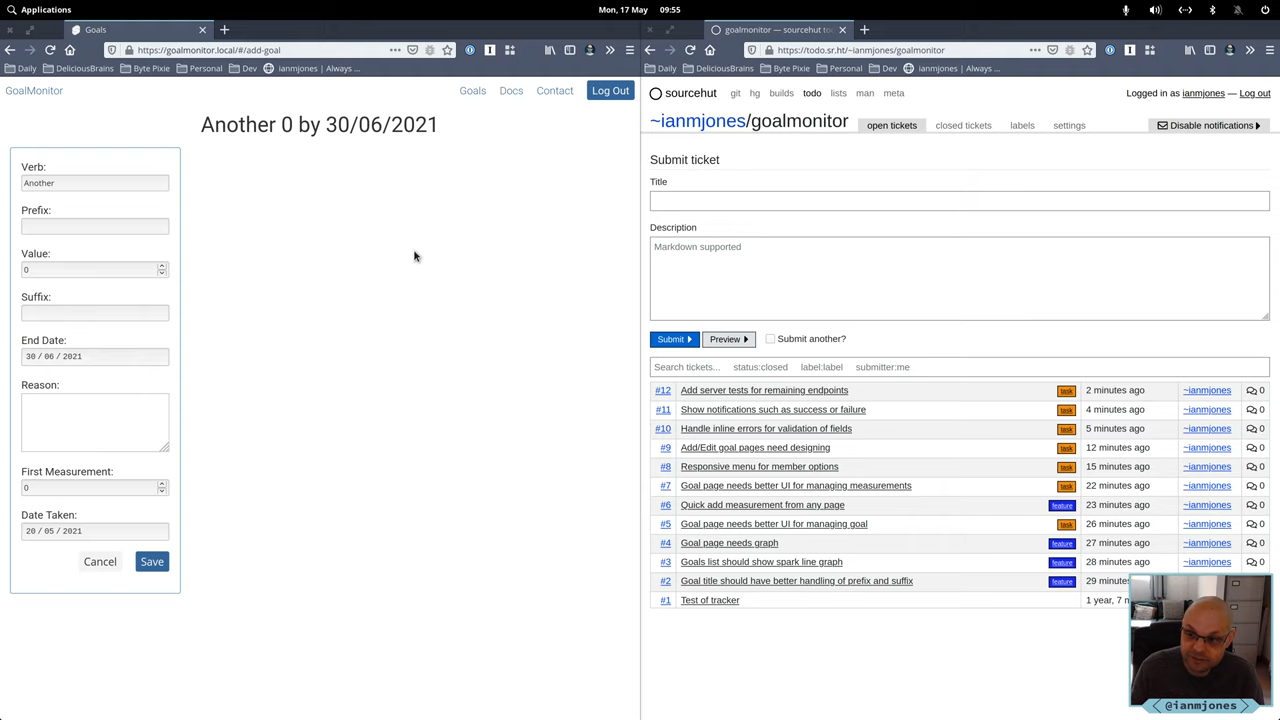 Applications
Mon, 17 May 09:55
Goals
goalmonitor — sourcehut to
https://goalmonitor.local/#/add-goal
https://todo.sr.ht/~ianmjones/goalmonitor
Daily DeliciousBrains Byte Pixie Personal Dev ianmjones | Always ...
Daily DeliciousBrains Byte Pixie Personal Dev ianmjones | Always ...
GoalMonitor Goals Docs Contact Log Out
Another 0 by 30/06/2021
Verb:
Another
Prefix:
Value:
0
Suffix:
End Date:
30 / 06 / 2021
Reason:
First Measurement:
0
Date Taken:
20 / 05 / 2021
Cancel Save
sourcehut git hg builds todo lists man meta Logged in as ianmjones — Log out
~ianmjones/goalmonitor open tickets closed tickets labels settings Disable notifications
Submit ticket
Title
Description
Markdown supported
Submit Preview Submit another?
Search tickets... status:closed label:label submitter:me
#12 Add server tests for remaining endpoints task 2 minutes ago ~ianmjones 0
#11 Show notifications such as success or failure task 4 minutes ago ~ianmjones 0
#10 Handle inline errors for validation of fields task 5 minutes ago ~ianmjones 0
#9 Add/Edit goal pages need designing task 12 minutes ago ~ianmjones 0
#8 Responsive menu for member options task 15 minutes ago ~ianmjones 0
#7 Goal page needs better UI for managing measurements task 22 minutes ago ~ianmjones 0
#6 Quick add measurement from any page feature 23 minutes ago ~ianmjones 0
#5 Goal page needs better UI for managing goal task 26 minutes ago ~ianmjones 0
#4 Goal page needs graph feature 27 minutes ago ~ianmjones 0
#3 Goals list should show spark line graph feature 28 minutes ago ~ianmjones 0
#2 Goal title should have better handling of prefix and suffix feature 29 minutes
#1 Test of tracker 1 year, 7 m
@ianmjones